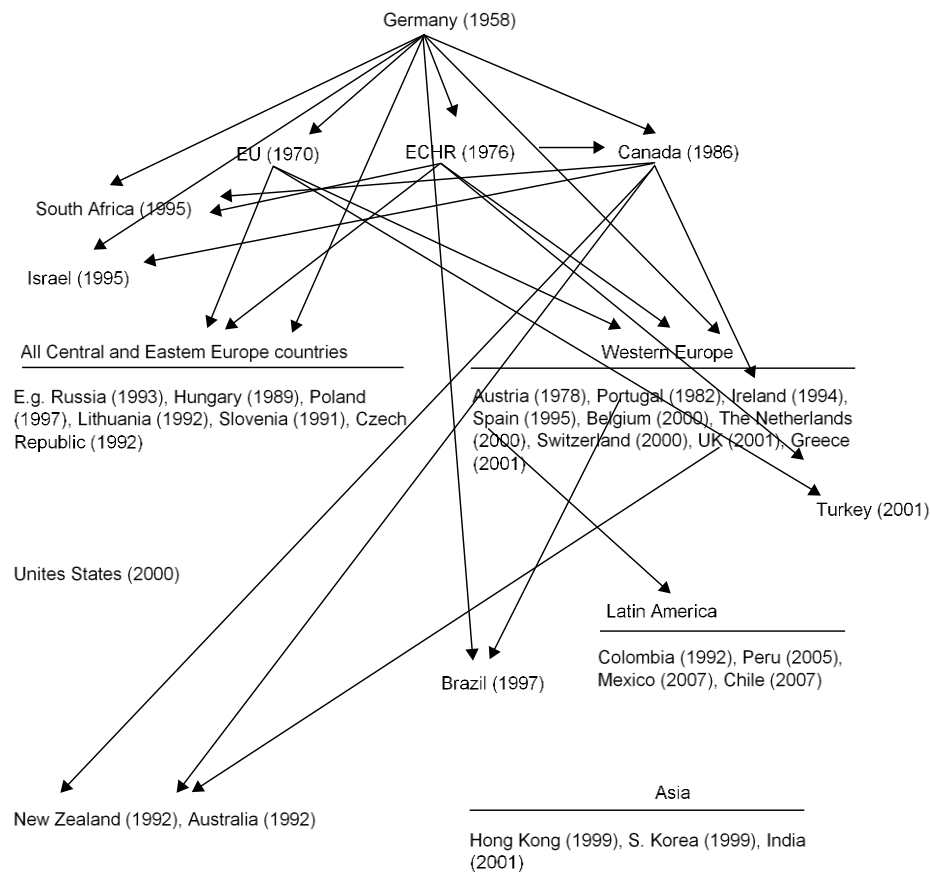 Germany (1958)
EU (1970)
ECHR (1976)
Canada (1986)
South Africa (1995)
Israel (1995)
All Central and Eastem Europe countries
E.g. Russia (1993), Hungary (1989), Poland
(1997), Lithuania (1992), Slovenia (1991), Czech
Republic (1992)
Western Europe
Austria (1978), Portugal (1982), Ireland (1994),
Spain (1995), Belgium (2000), The Netherlands
(2000), Switzerland (2000), UK (2001), Greece
(2001)
Turkey (2001)
Unites States (2000)
Latin America
Colombia (1992), Peru (2005),
Mexico (2007), Chile (2007)
Brazil (1997)
New Zealand (1992), Australia (1992)
Asia
Hong Kong (1999), S. Korea (1999), India
(2001)